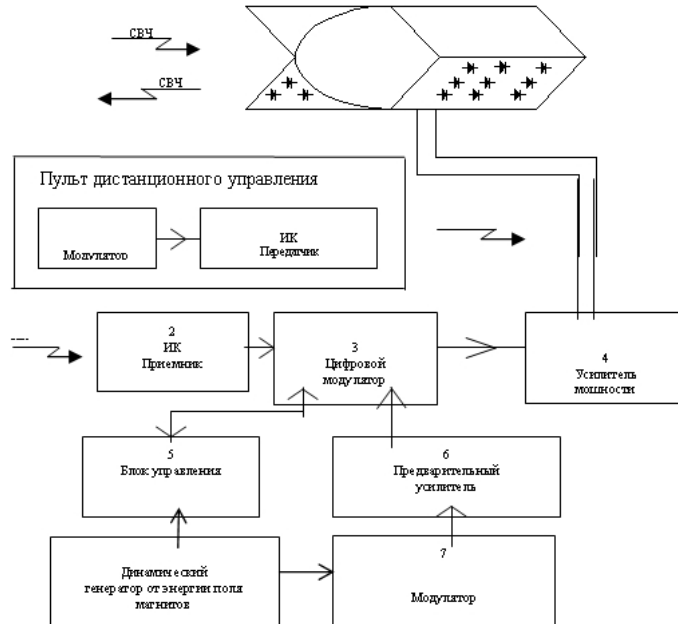 СВЧ
СВЧ
Пульт дистанционного управления
Модулятор
ИК
Передатчик
2
ИК
Приемник
3
Цифровой
модулятор
4
Усилитель
мощности
5
Блок управления
6
Предварительный
усилитель
Динамический
генератор от энергии поля
магнитов
7
Модулятор